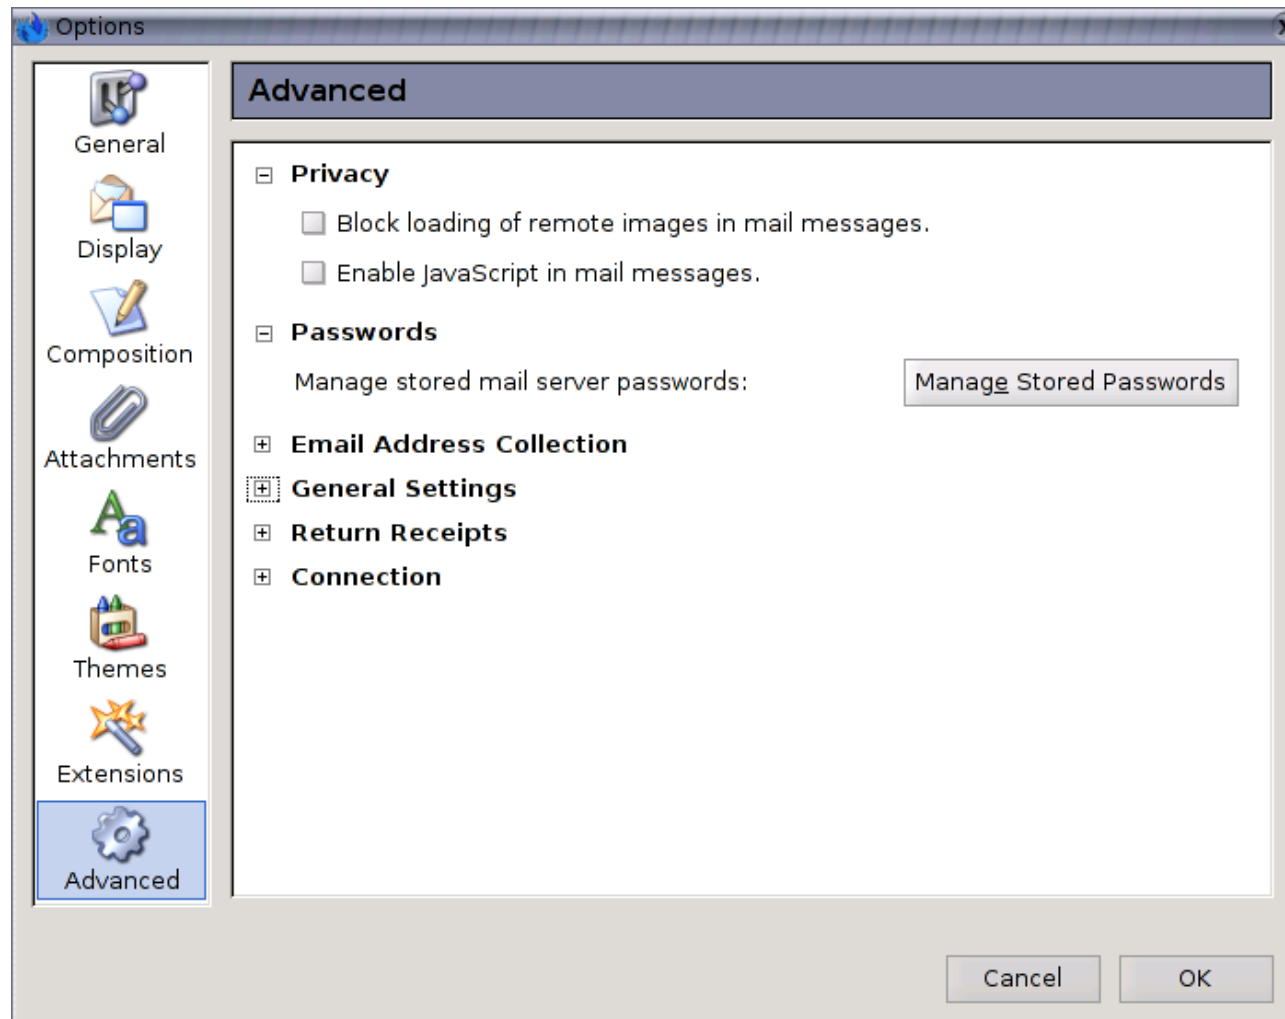 Options
General
Display
Composition
Attachments
Fonts
Themes
Extensions
Advanced
Advanced
Privacy
Block loading of remote images in mail messages.
Enable JavaScript in mail messages.
Passwords
Manage stored mail server passwords: Manage Stored Passwords
Email Address Collection
General Settings
Return Receipts
Connection
Cancel OK